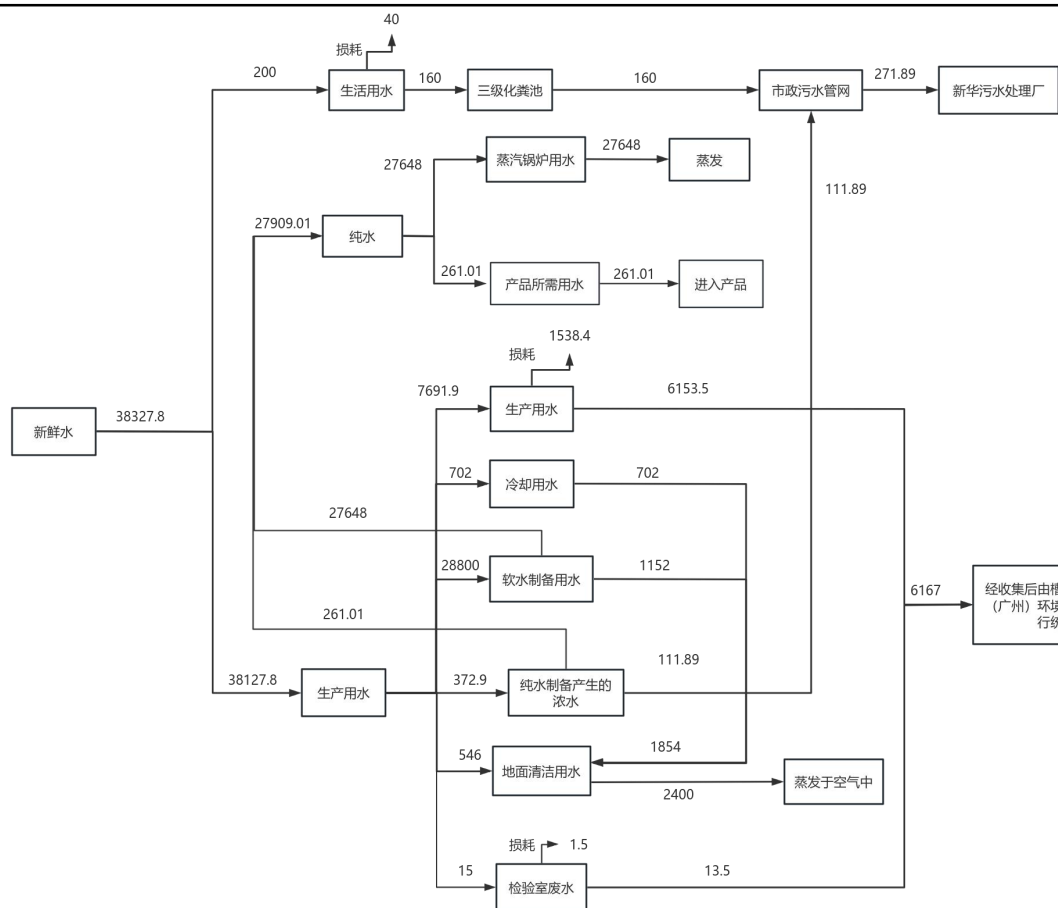 40
损耗
200
生活用水
160
三级化粪池
160
市政污水管网
271.89
新华污水处理厂
27648
蒸汽锅炉用水
27648
蒸发
111.89
27909.01
纯水
261.01
产品所需用水
261.01
进入产品
1538.4
损耗
7691.9
生产用水
6153.5
新鲜水
38327.8
702
冷却用水
702
27648
28800
软水制备用水
1152
6167
经收集后由槽
（广州）环境
行统
261.01
111.89
38127.8
生产用水
372.9
纯水制备产生的
浓水
1854
546
地面清洁用水
2400
蒸发于空气中
损耗
1.5
15
检验室废水
13.5